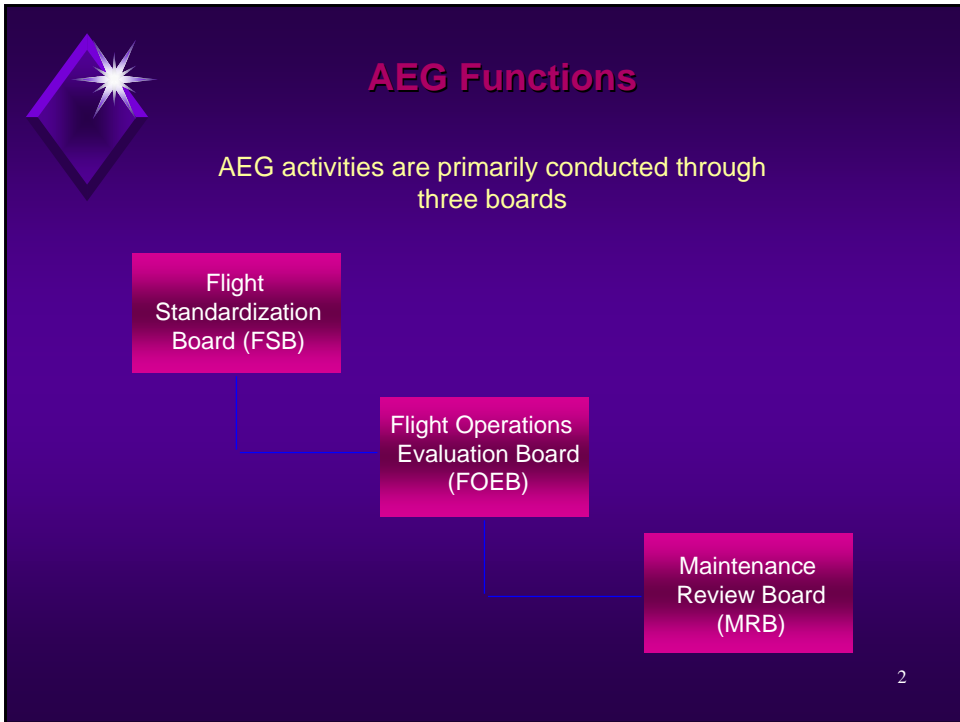 AEG Functions
AEG activities are primarily conducted through
three boards
Flight
Standardization
Board (FSB)
Flight Operations
Evaluation Board
(FOEB)
Maintenance
Review Board
(MRB)
2